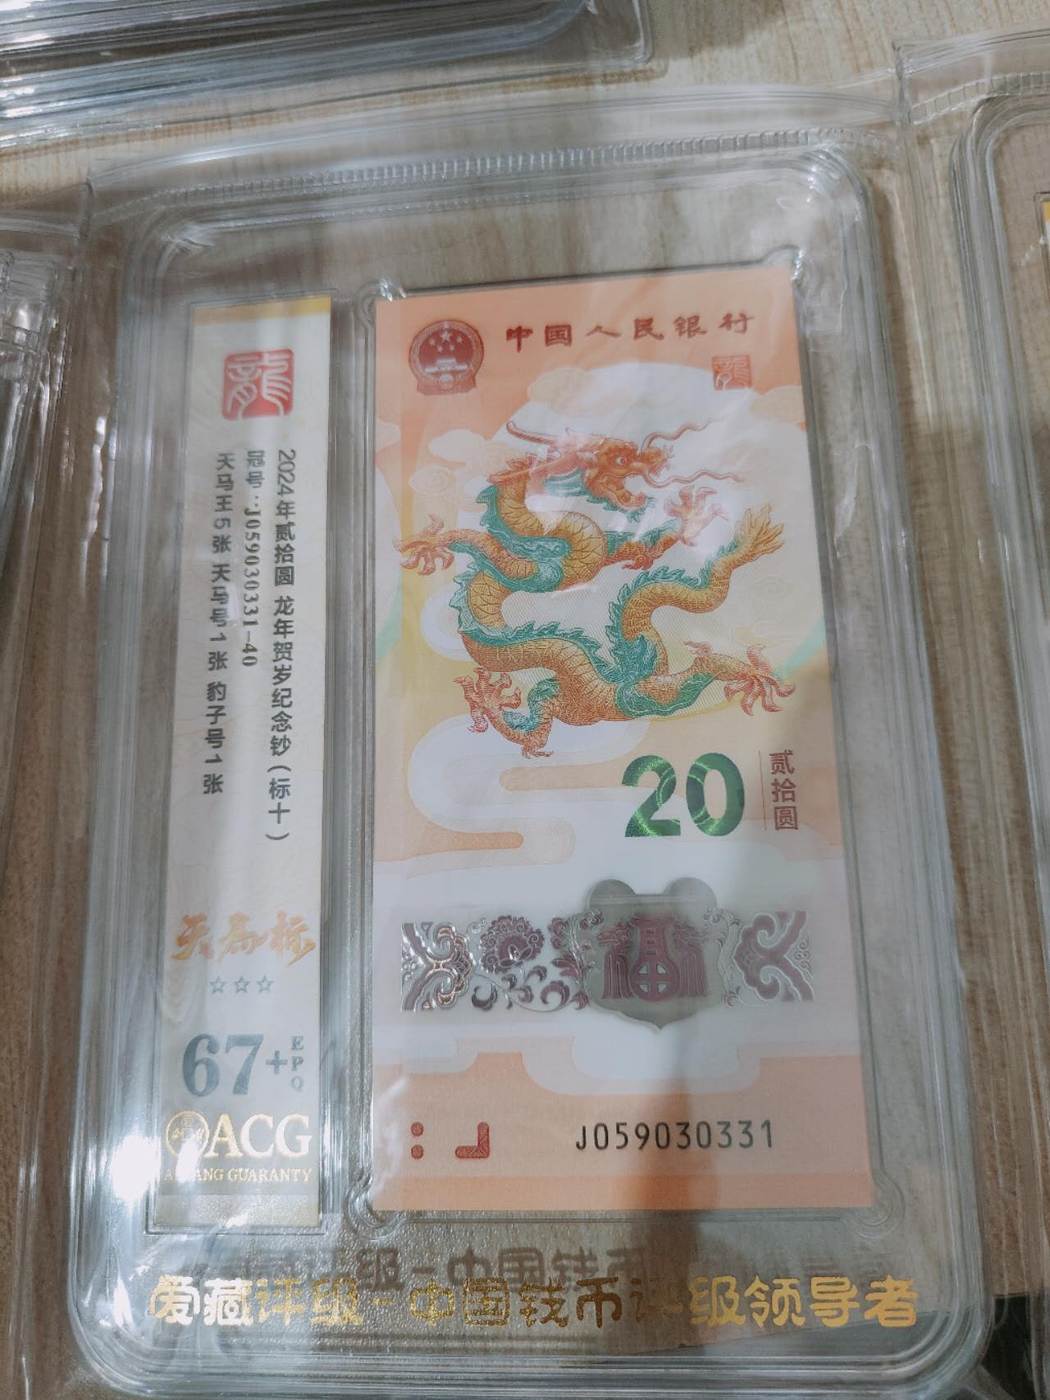 龍
2024年贰拾圆 龙年贺岁纪念钞(标十)
冠号:J059030331-40
天马王5张 天马号1张 豹子号1张
天马标
☆☆☆
67+EPQ
ACG
GUARANTY
中国人民银行
龍
20
贰拾圆
福
J059030331
爱藏评级-中国钱币评级领导者